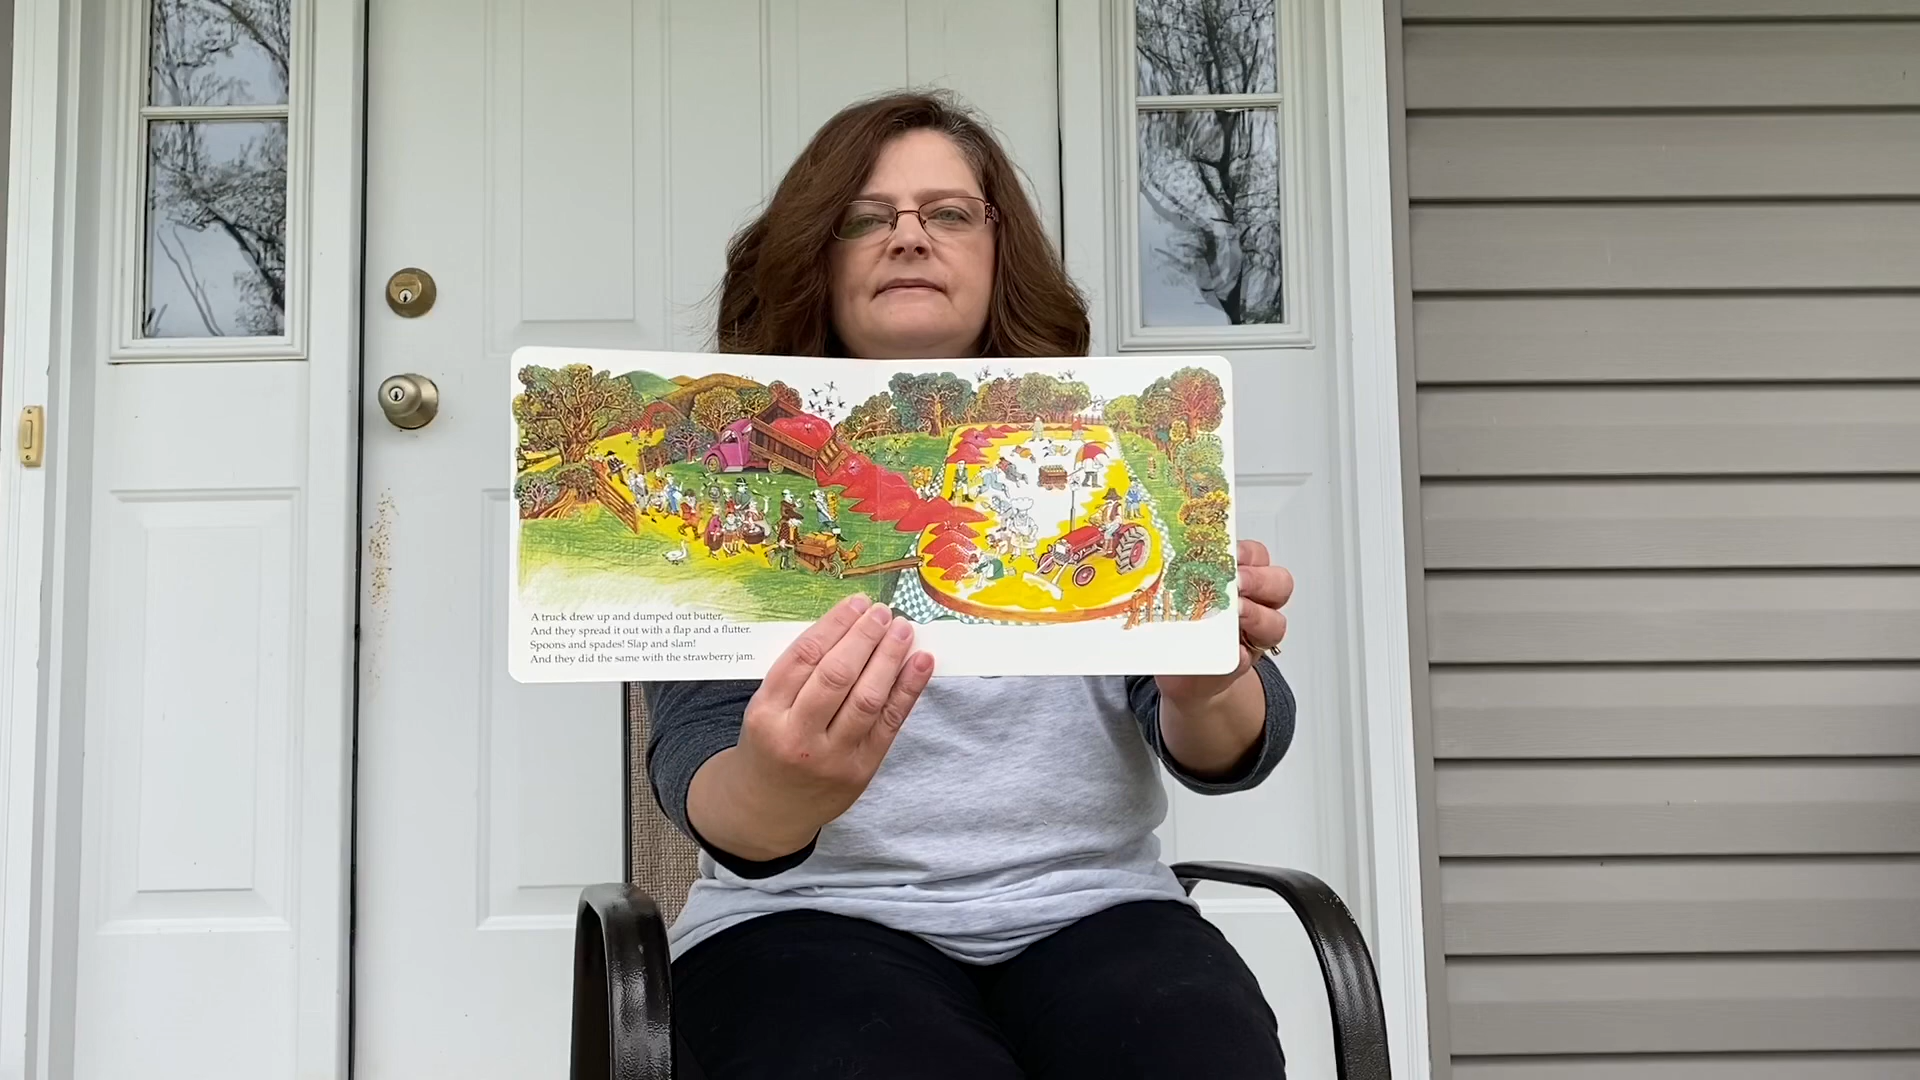 A truck drew up and dumped out butter,
And they spread it out with a flap and a flutter.
Spoons and spades! Slap and slam!
And they did the same with the strawberry jam.